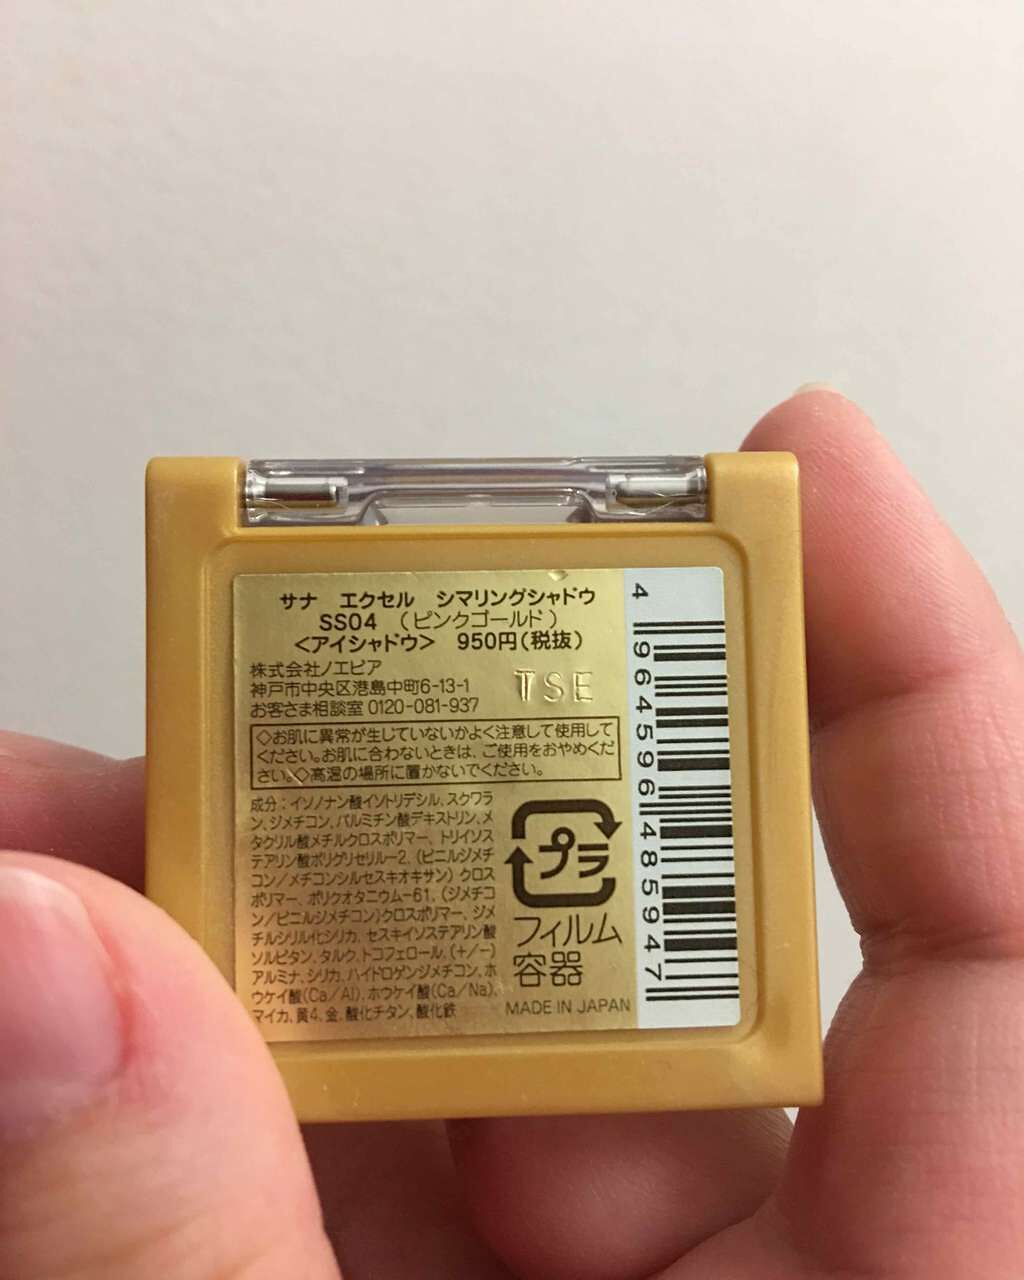 サナ エクセル シマリングシャドウ
SS04 (ピンクゴールド)
<アイシャドウ> 950円(税抜)
株式会社ノエビア
神戸市中央区港島中町6-13-1
お客さま相談室 0120-081-937
TSE
◇お肌に異常が生じていないかよく注意して使用して
ください。お肌に合わないときは、ご使用をおやめくだ
さい。◇高温の場所に置かないでください。
成分:イソノナン酸イソトリデシル、スクワラ
ン、ジメチコン、パルミチン酸デキストリン、メ
タクリル酸メチルクロスポリマー、トリイソス
テアリン酸ポリグリセリル-2、(ビニルジメチ
コン/メチコンシルセスキオキサン) クロス
ポリマー、ポリクオタニウム-61、(ジメチコ
ン/ビニルジメチコン)クロスポリマー、ジメ
チルシリル化シリカ、セスキイソステアリン酸
ソルビタン、タルク、トコフェロール、(+/-)
アルミナ、シリカ、ハイドロゲンジメチコン、ホ
ウケイ酸(Ca/Al)、ホウケイ酸(Ca/Na)、
マイカ、黄4、金、酸化チタン、酸化鉄
プラ
フィルム
容器
MADE IN JAPAN
4 964596 485947